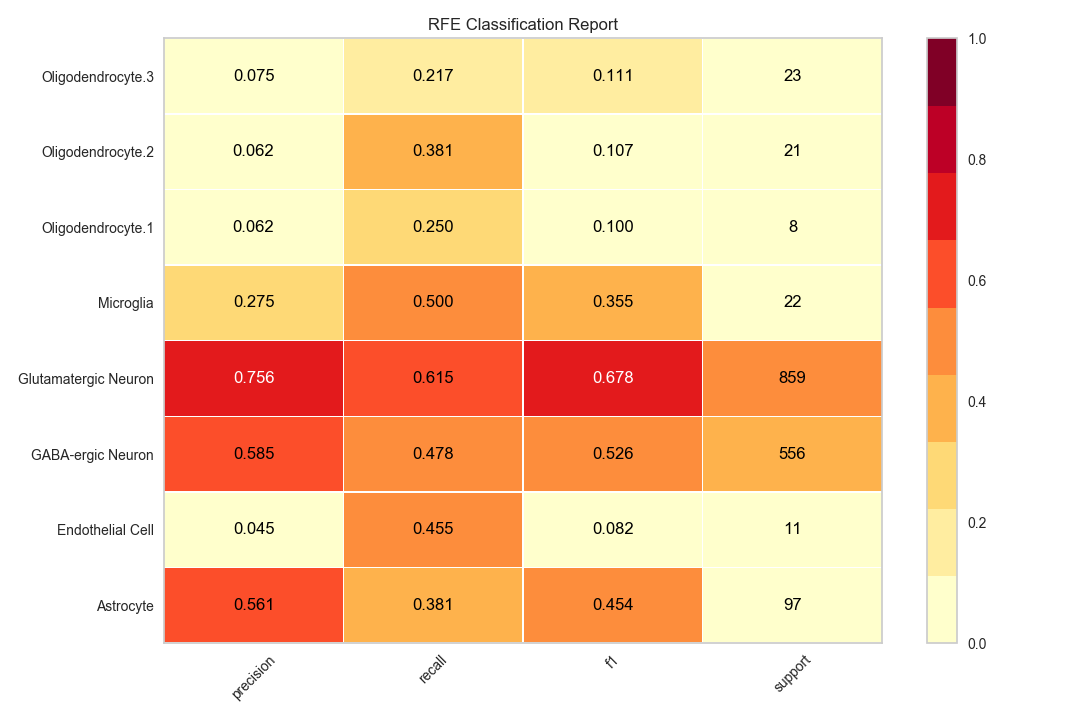 RFE Classification Report
Oligodendrocyte.3 0.075 0.217 0.111 23
Oligodendrocyte.2 0.062 0.381 0.107 21
Oligodendrocyte.1 0.062 0.250 0.100 8
Microglia 0.275 0.500 0.355 22
Glutamatergic Neuron 0.756 0.615 0.678 859
GABA-ergic Neuron 0.585 0.478 0.526 556
Endothelial Cell 0.045 0.455 0.082 11
Astrocyte 0.561 0.381 0.454 97
precision recall f1 support
1.0
0.8
0.6
0.4
0.2
0.0